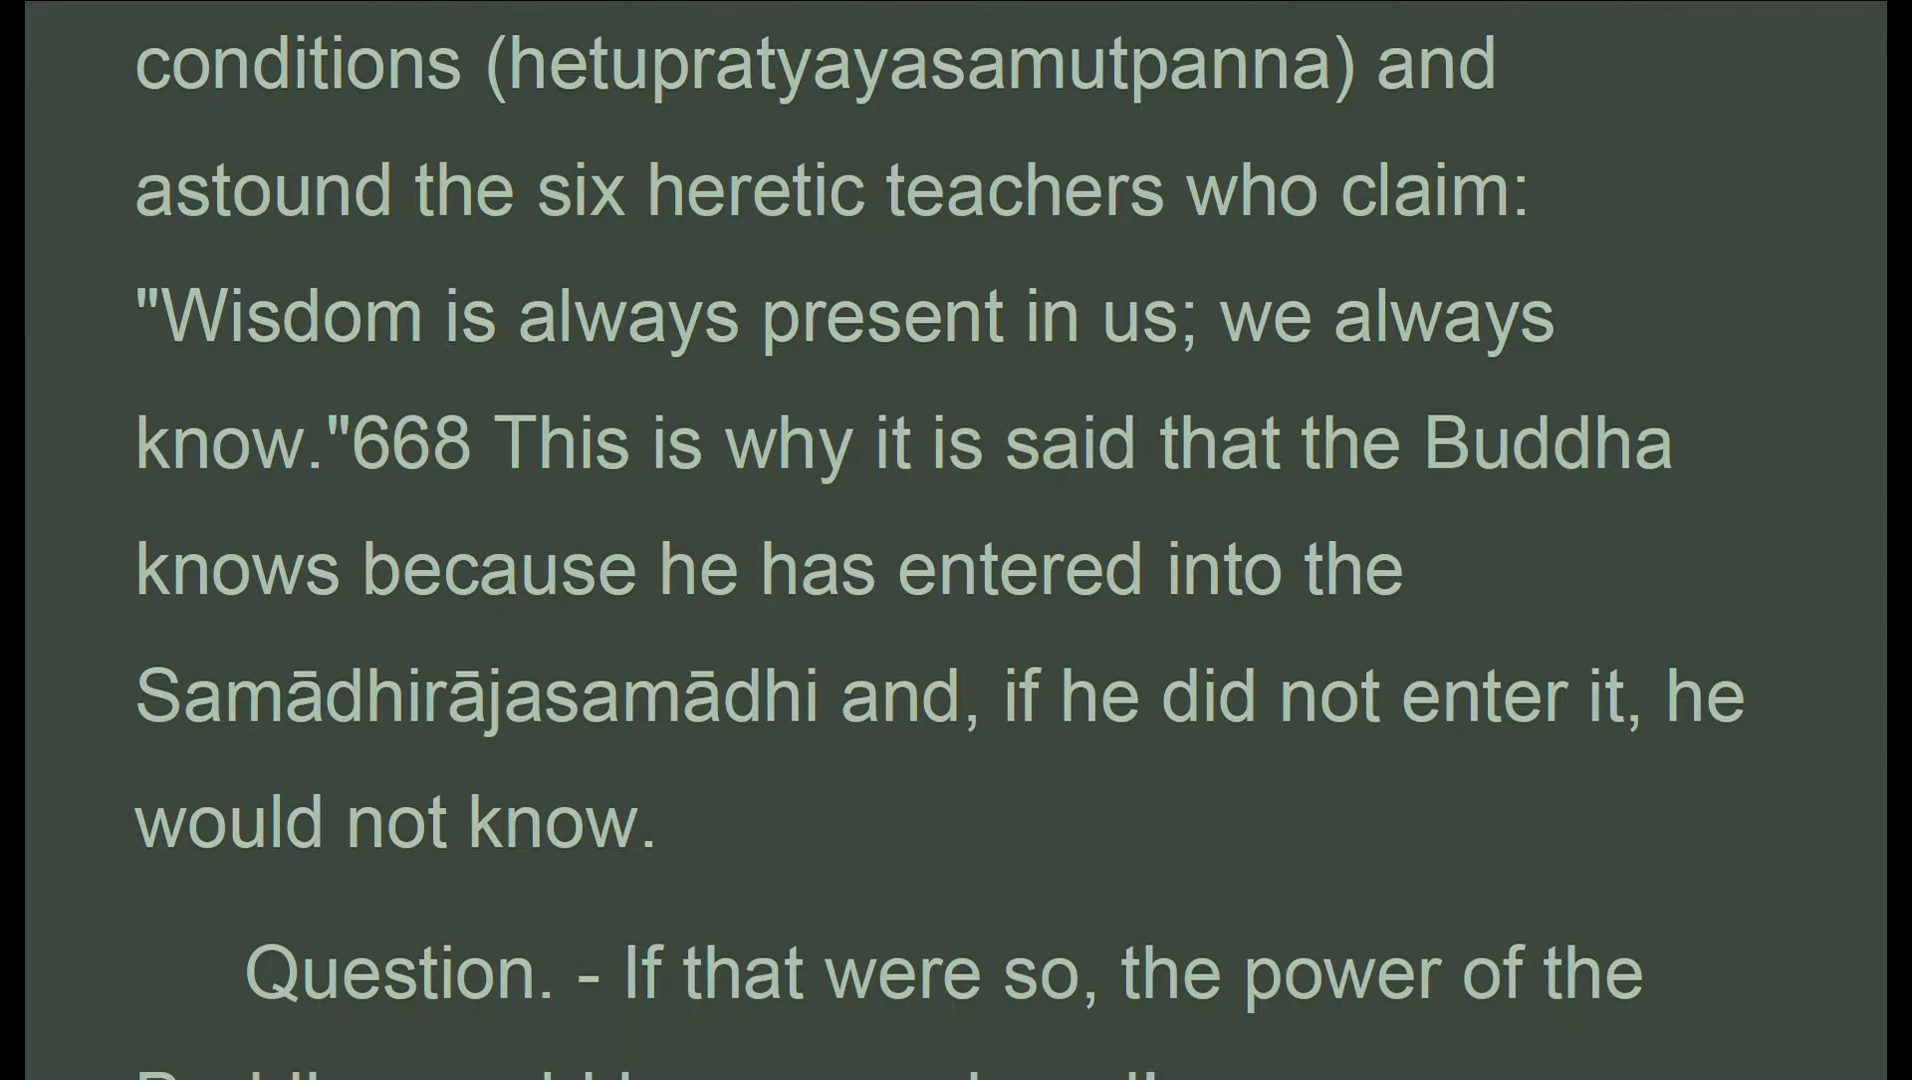 conditions (hetupratyayasamutpanna) and
astound the six heretic teachers who claim:
"Wisdom is always present in us; we always
know."668 This is why it is said that the Buddha
knows because he has entered into the
Samādhirājasamādhi and, if he did not enter it, he
would not know.
Question. - If that were so, the power of the